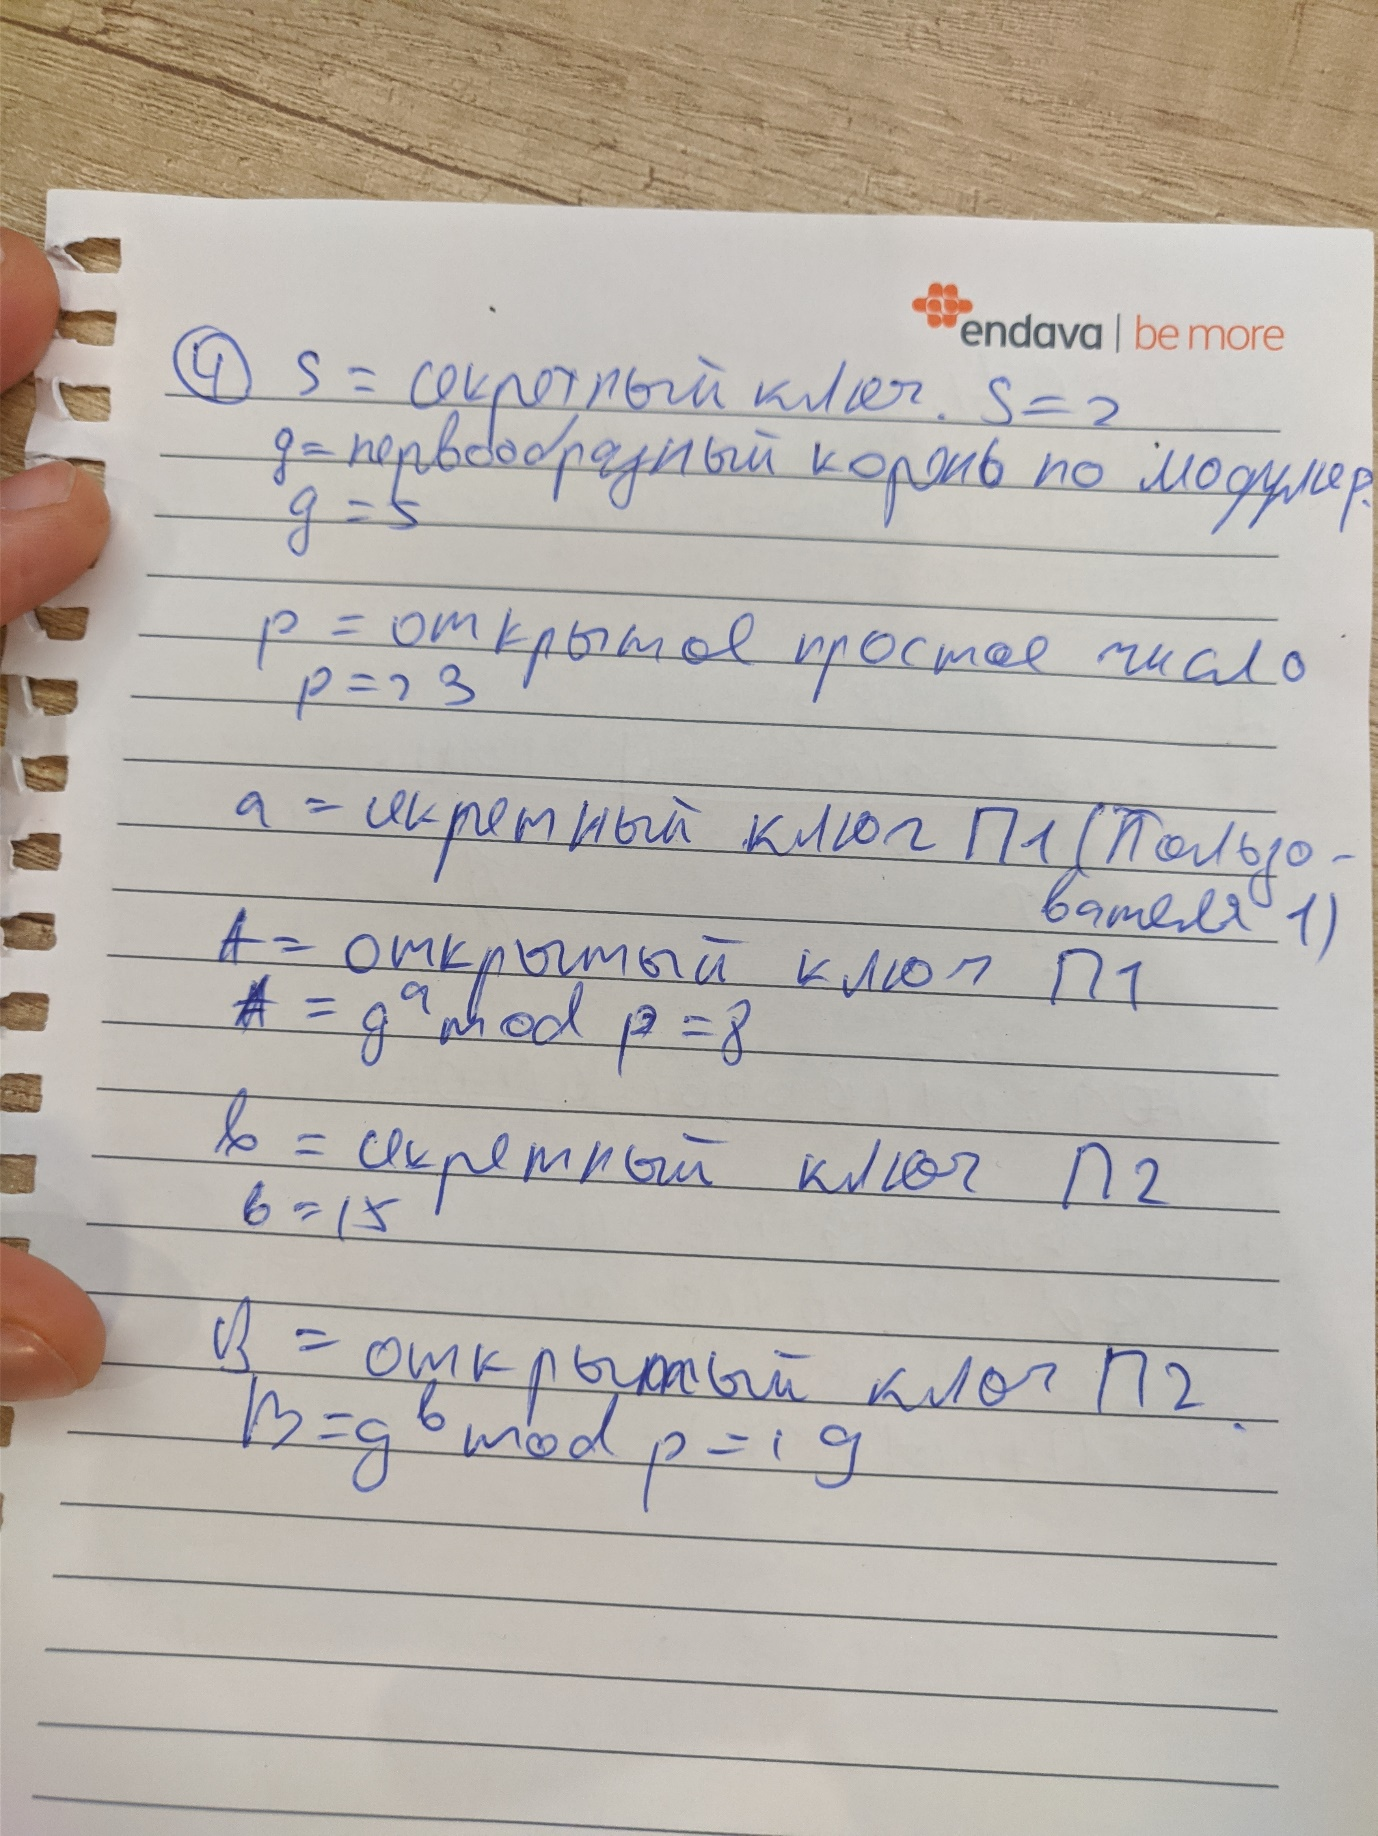 endava | be more
④ s = секретный ключ. s = 2
g = первообразный корень по модулю p.
g = 5
p = открытое простое число
p = 23
a = секретный ключ П1 (Пользо-
вателя 1)
A = открытый ключ П1
A = g^a mod p = 8
b = секретный ключ П2
b = 15
B = открытый ключ П2.
B = g^b mod p = 19